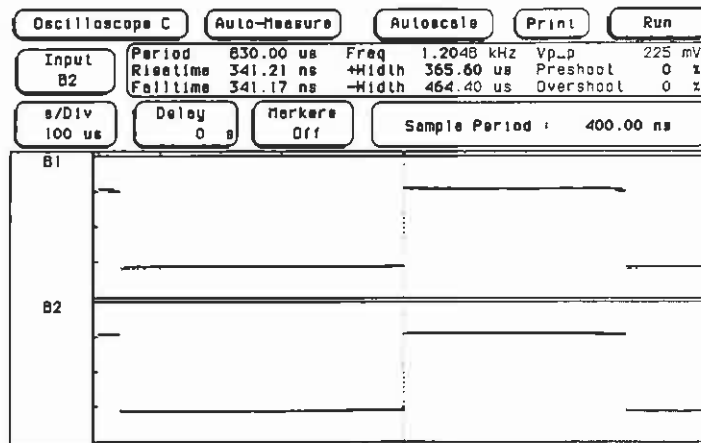 Oscilloscope C Auto-Measure Autoscale Print Run
Input B2
Period 830.00 us Freq 1.2048 kHz Vp_p 225 mV
Risetime 341.21 ns +Width 365.60 us Preshoot 0 %
Falltime 341.17 ns -Width 464.40 us Overshoot 0 %
s/Div 100 us
Delay 0 s
Markers Off
Sample Period : 400.00 ns
B1
B2